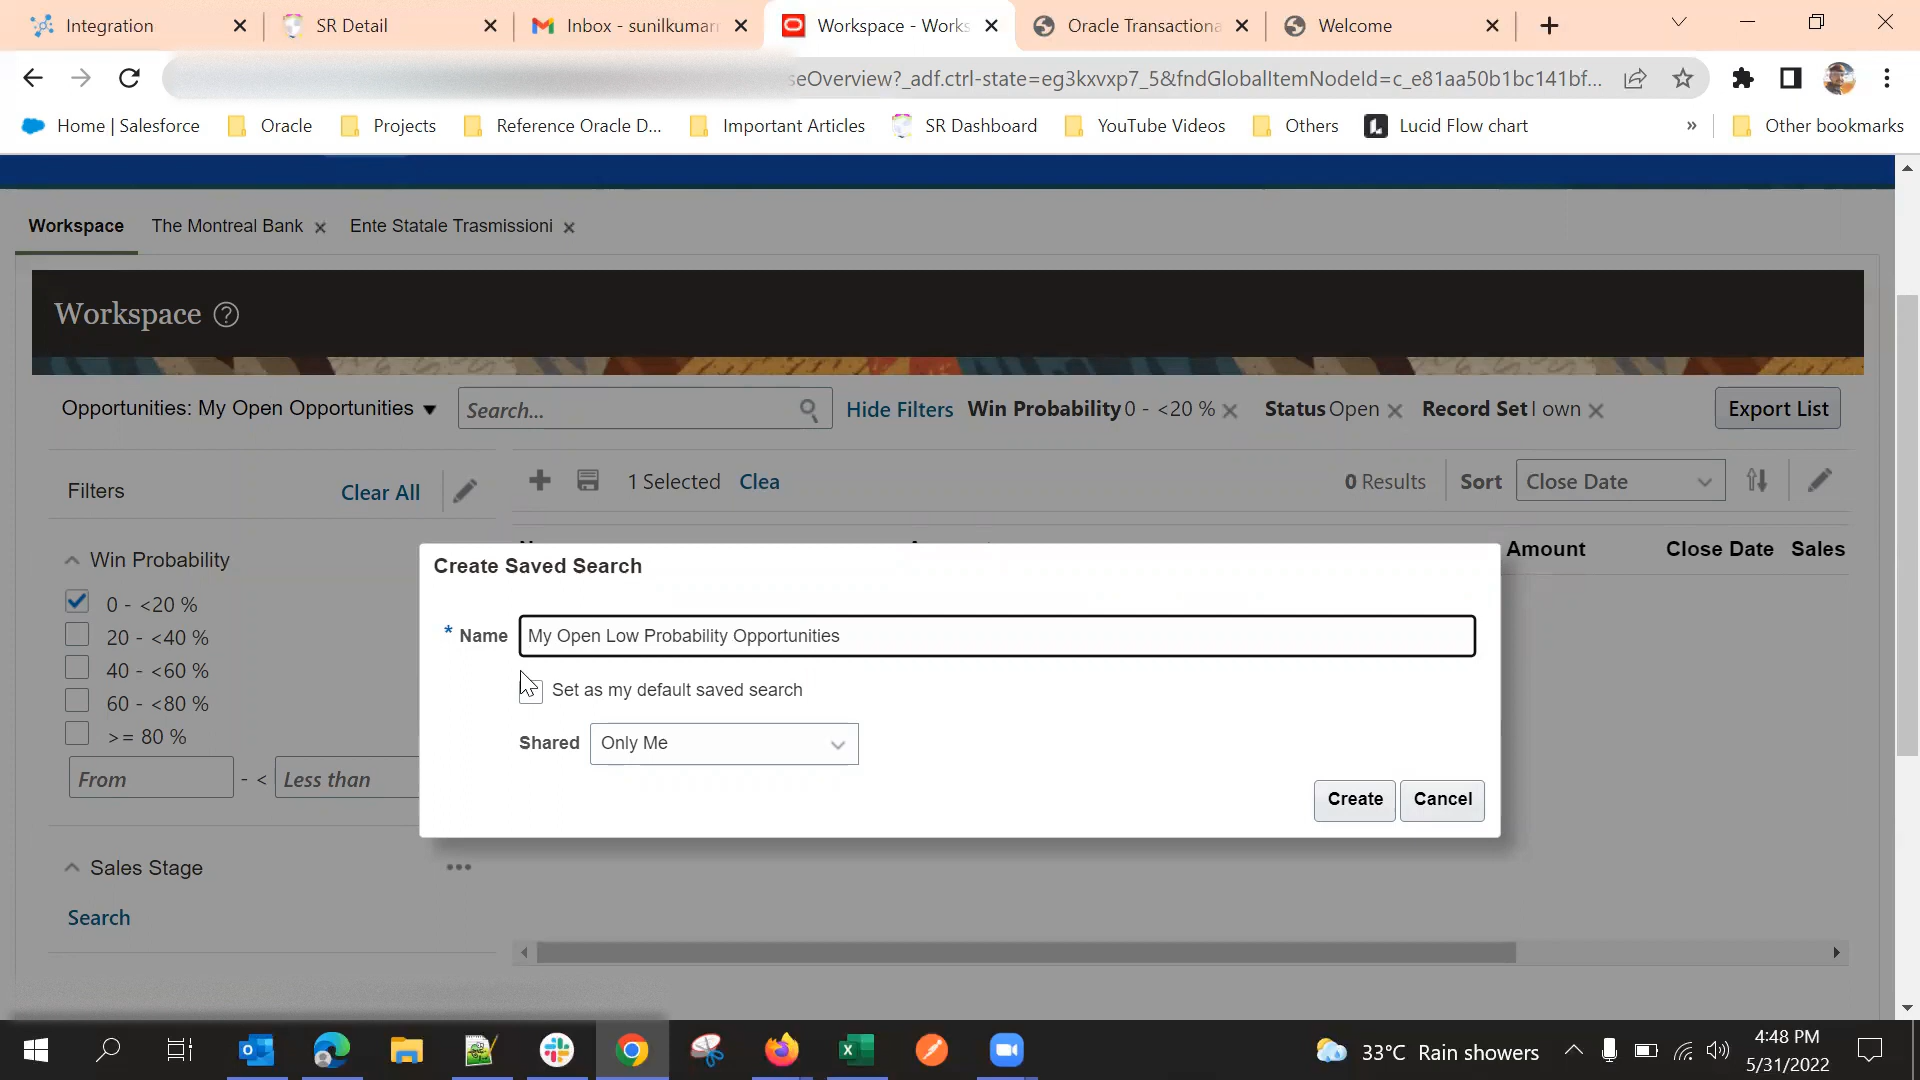 Integration
SR Detail
Inbox - sunilkumarr
Workspace - Works
Oracle Transactiona
Welcome
seOverview?_adf.ctrl-state=eg3kxvxp7_5&fndGlobalItemNodeId=c_e81aa50b1bc141bf...
Home | Salesforce
Oracle
Projects
Reference Oracle D...
Important Articles
SR Dashboard
YouTube Videos
Others
Lucid Flow chart
»
Other bookmarks
Workspace
The Montreal Bank
Ente Statale Trasmissioni
Workspace
Opportunities: My Open Opportunities
Search...
Hide Filters
Win Probability 0 - <20 %
Status Open
Record Set I own
Export List
Filters
Clear All
1 Selected
Clea
0 Results
Sort
Close Date
Amount
Close Date
Sales
Win Probability
0 - <20 %
20 - <40 %
40 - <60 %
60 - <80 %
>= 80 %
From
- <
Less than
Create Saved Search
* Name
My Open Low Probability Opportunities
Set as my default saved search
Shared
Only Me
Create
Cancel
Sales Stage
Search
33°C Rain showers
4:48 PM
5/31/2022